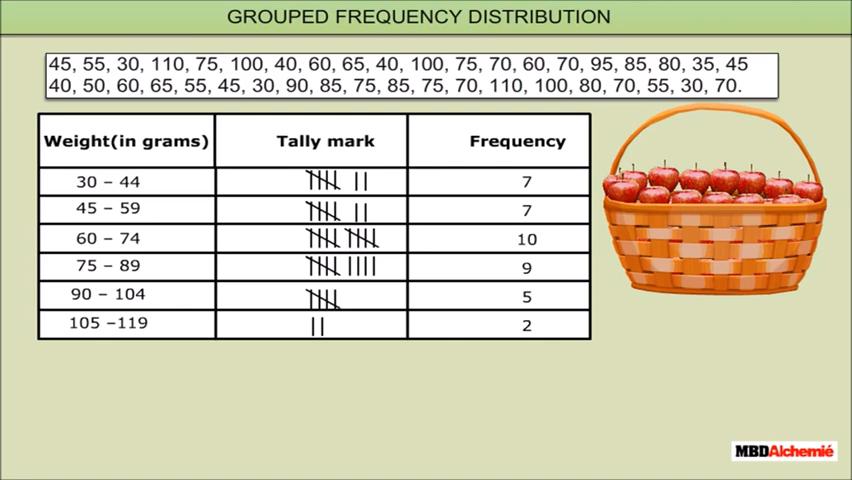 GROUPED FREQUENCY DISTRIBUTION
45, 55, 30, 110, 75, 100, 40, 60, 65, 40, 100, 75, 70, 60, 70, 95, 85, 80, 35, 45
40, 50, 60, 65, 55, 45, 30, 90, 85, 75, 85, 75, 70, 110, 100, 80, 70, 55, 30, 70.
Weight(in grams) Tally mark Frequency
30 – 44 7
45 – 59 7
60 – 74 10
75 – 89 9
90 – 104 5
105 –119 2
MBDAlchemié